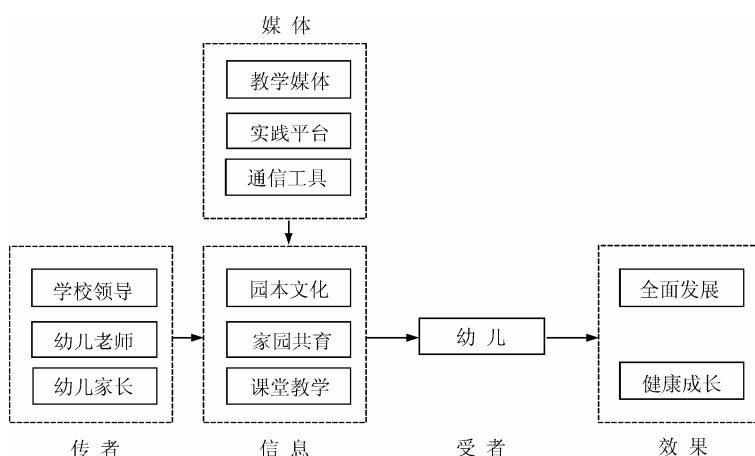 媒体
教学媒体
实践平台
通信工具
学校领导
幼儿老师
幼儿家长
园本文化
家园共育
课堂教学
幼儿
全面发展
健康成长
传者
信息
受者
效果